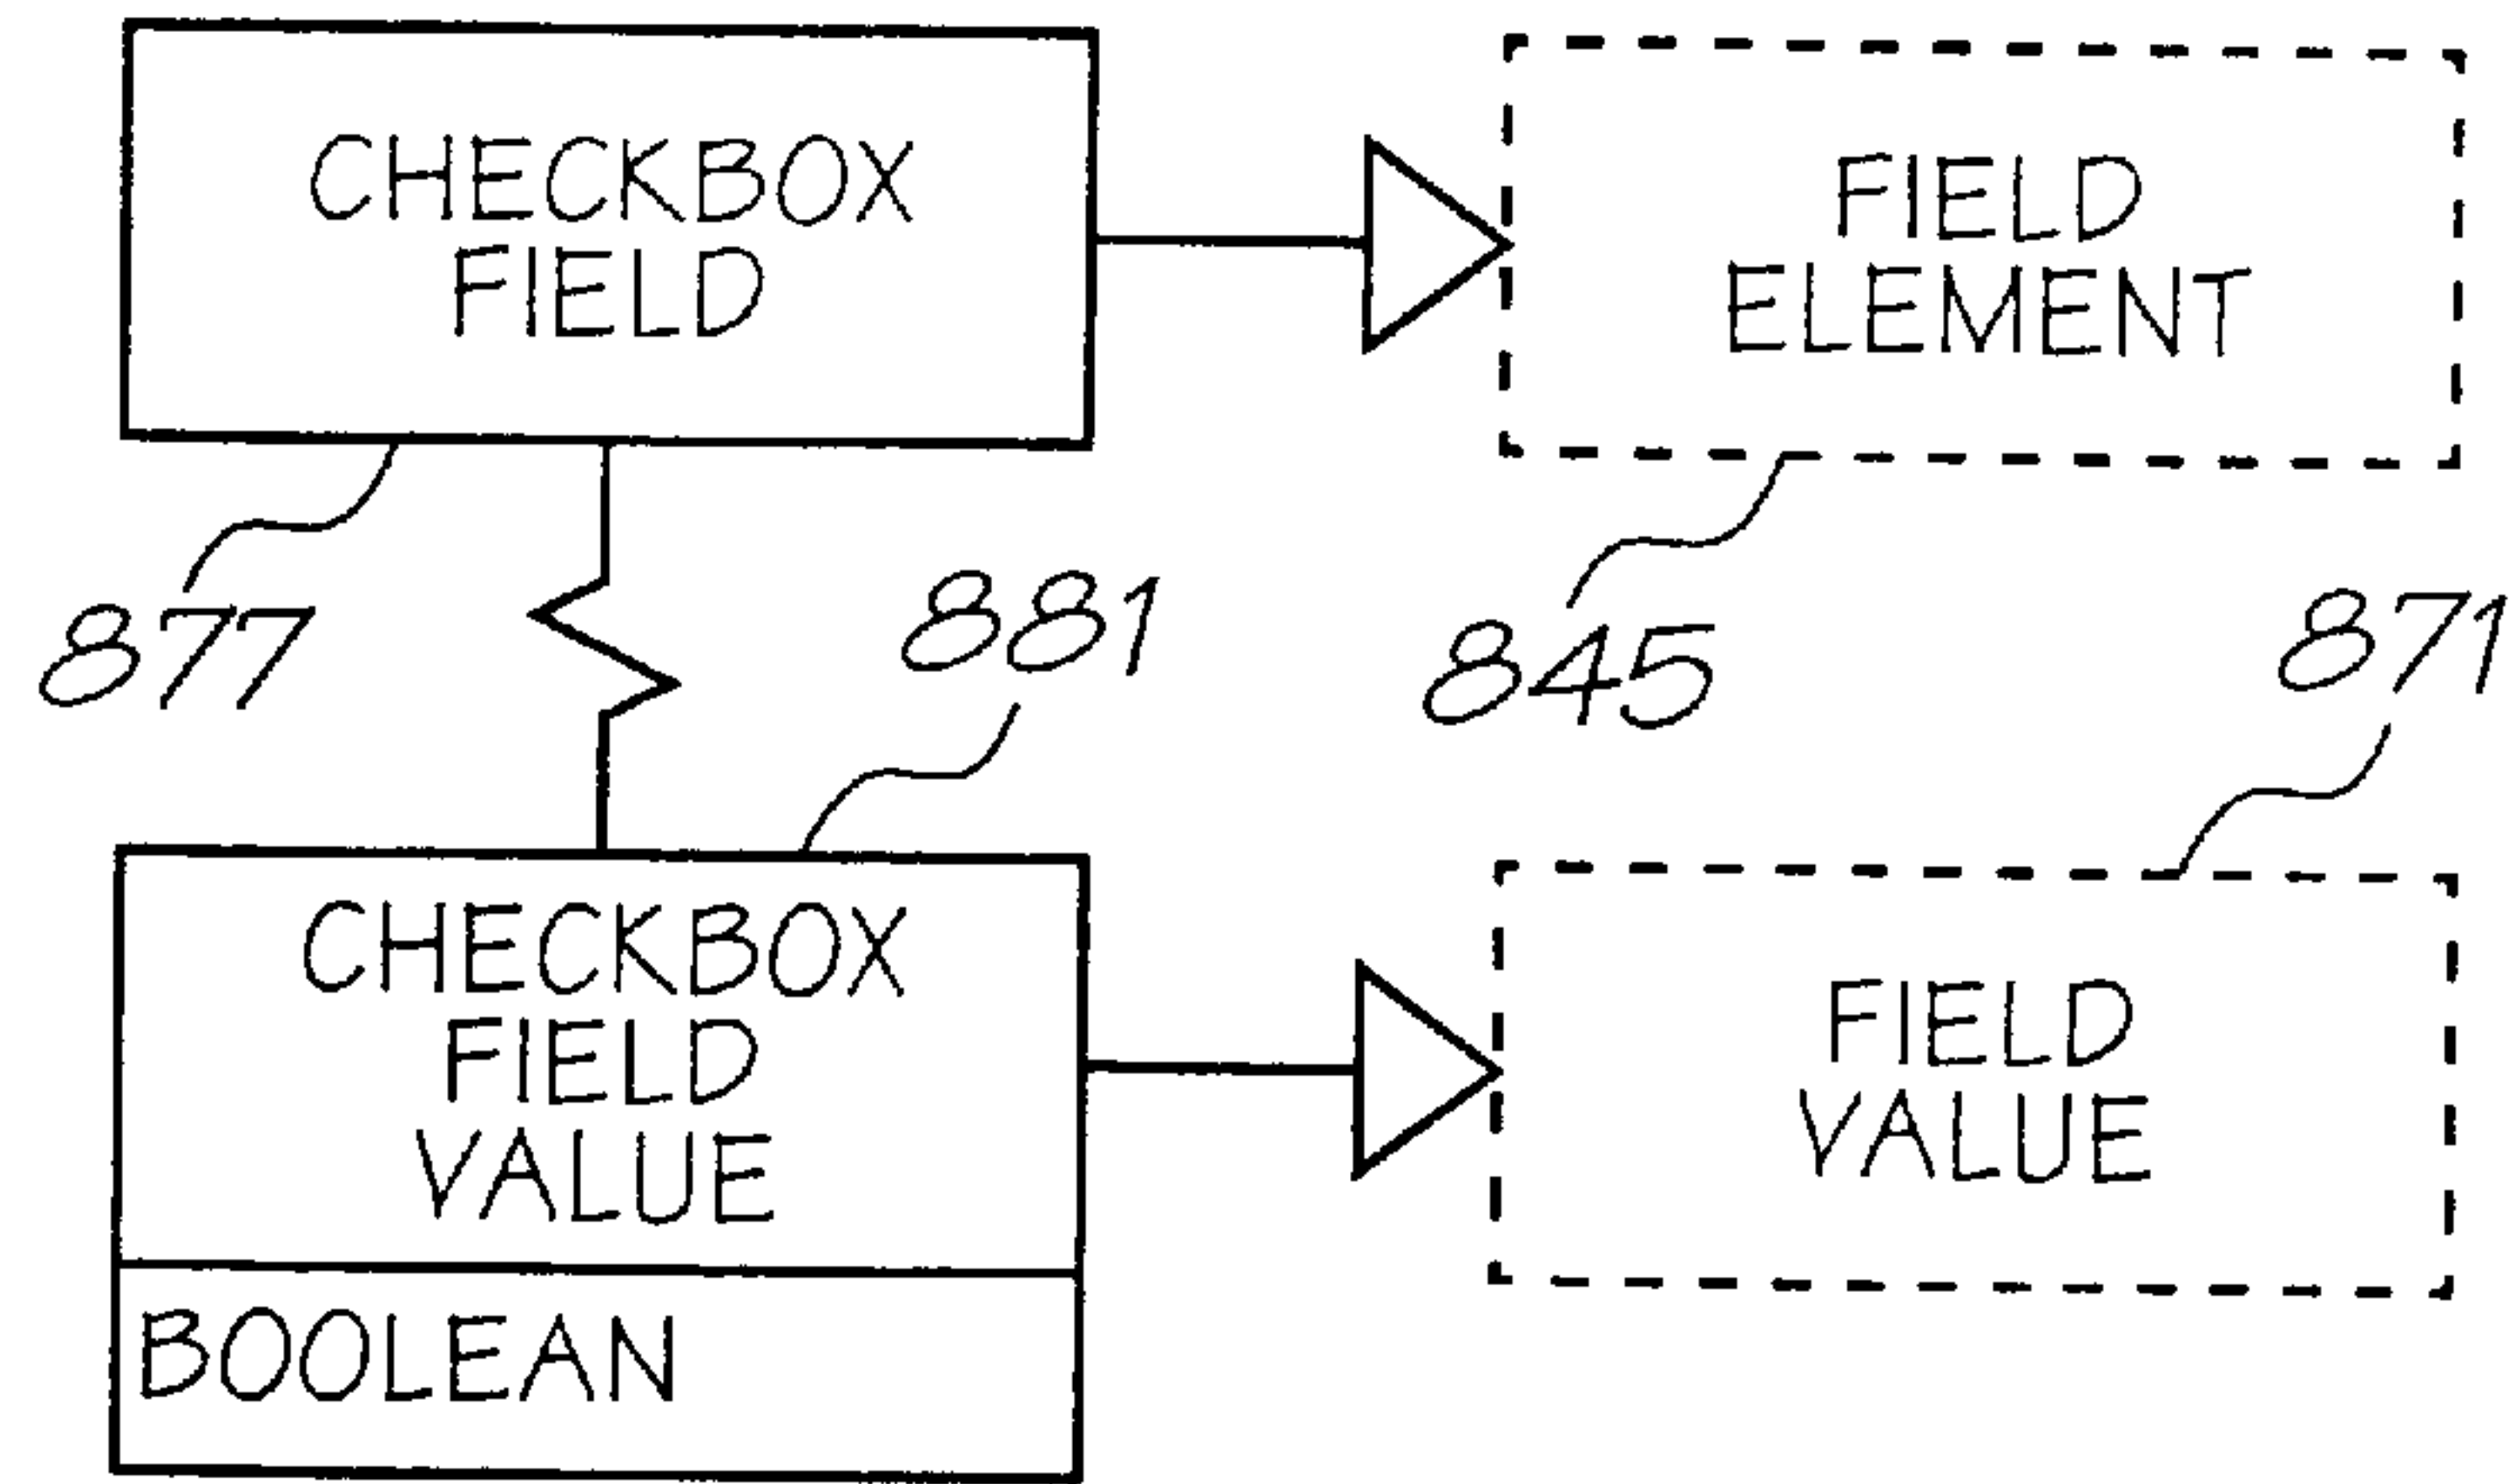 CHECKBOX
FIELD
FIELD
ELEMENT
877
881
845
871
CHECKBOX
FIELD
VALUE
BOOLEAN
FIELD
VALUE